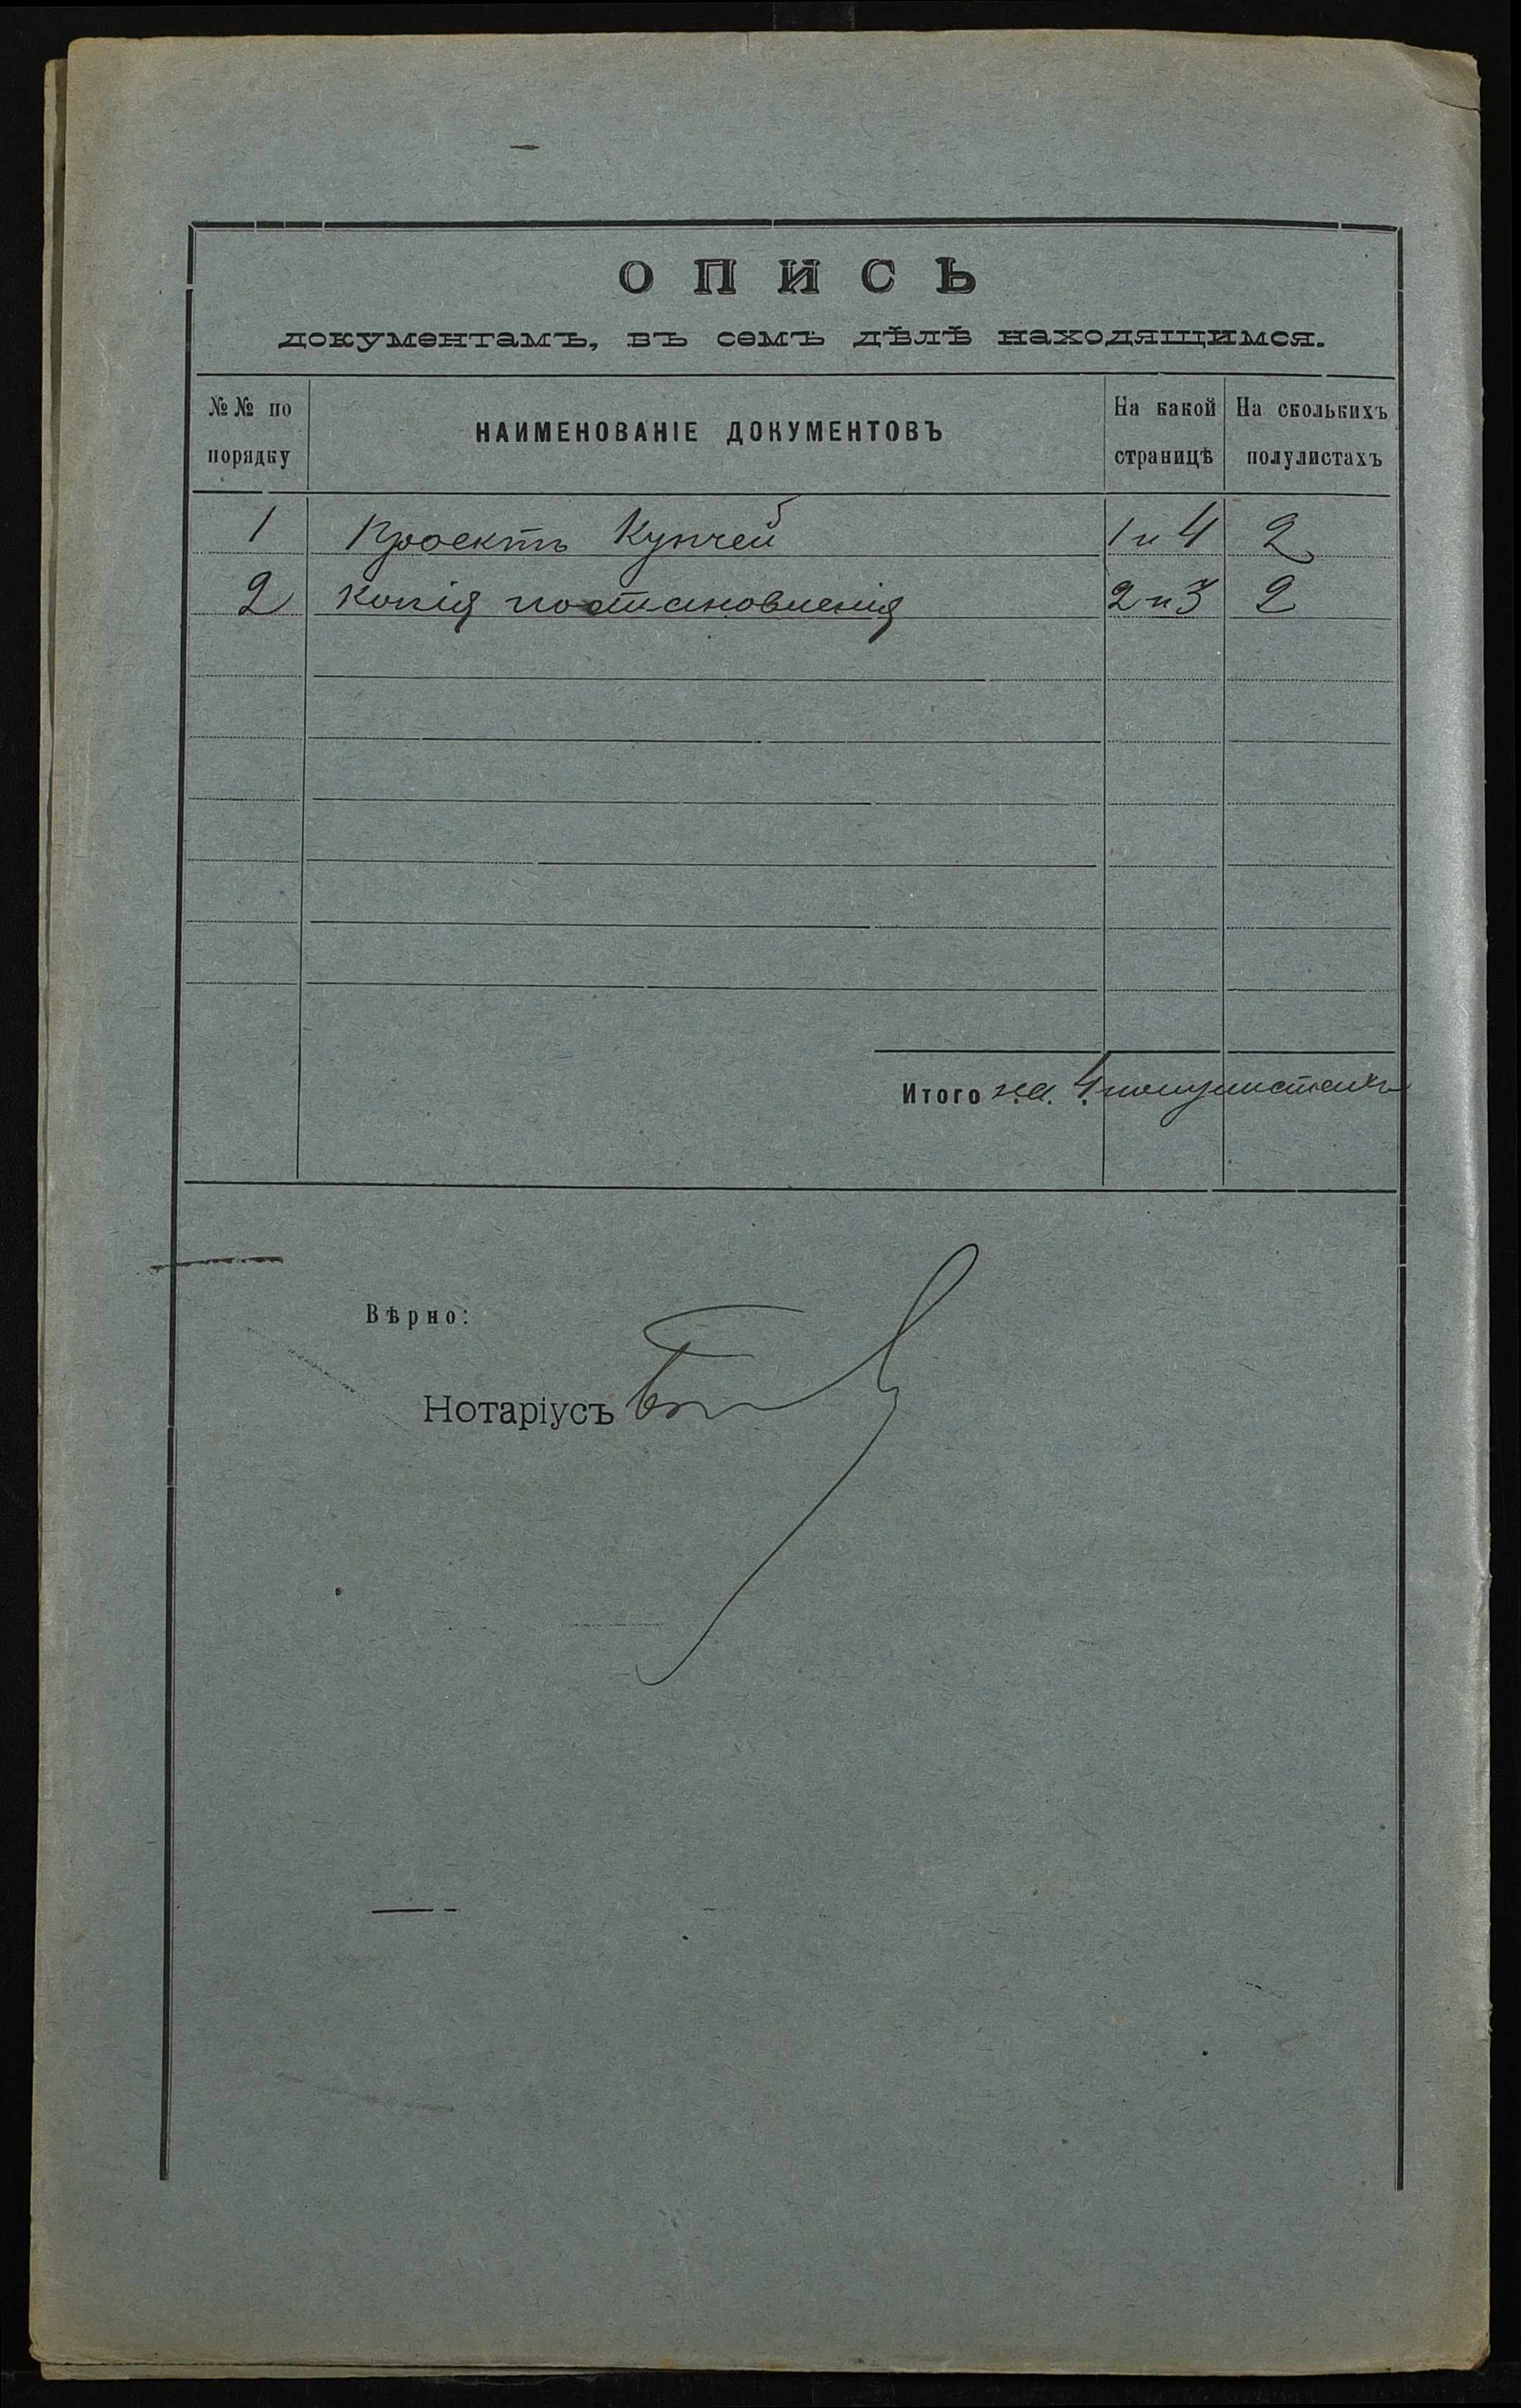 ОПИСЬ
документамъ, въ семъ дѣлѣ находящимся.
№№ по порядку
НАИМЕНОВАНІЕ ДОКУМЕНТОВЪ
На какой страницѣ
На сколькихъ полулистахъ
1 Проектъ Купчей 1 и 4 2
2 Копія постановленія 2 и 3 2
Итого на 4 полулистахъ
Вѣрно:
Нотаріусъ